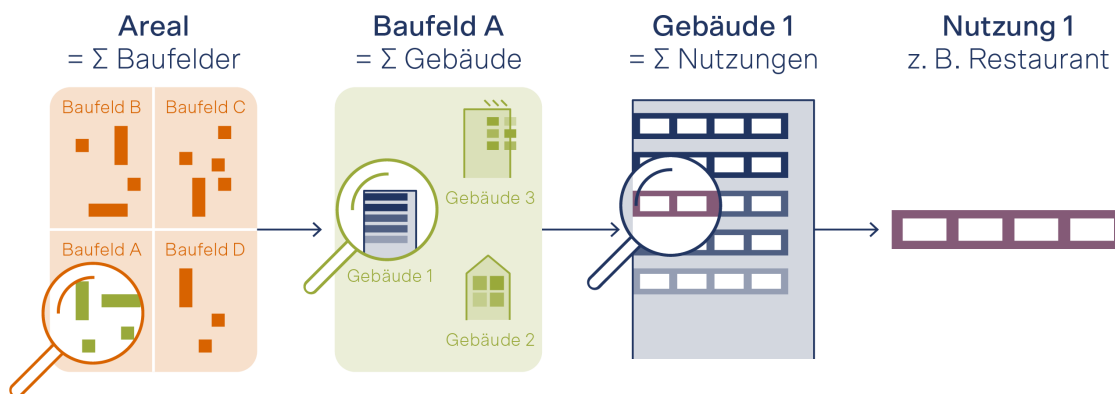 Areal
= Σ Baufelder
Baufeld A
= Σ Gebäude
Gebäude 1
= Σ Nutzungen
Nutzung 1
z. B. Restaurant
Baufeld B
Baufeld C
Baufeld A
Baufeld D
Gebäude 3
Gebäude 1
Gebäude 2